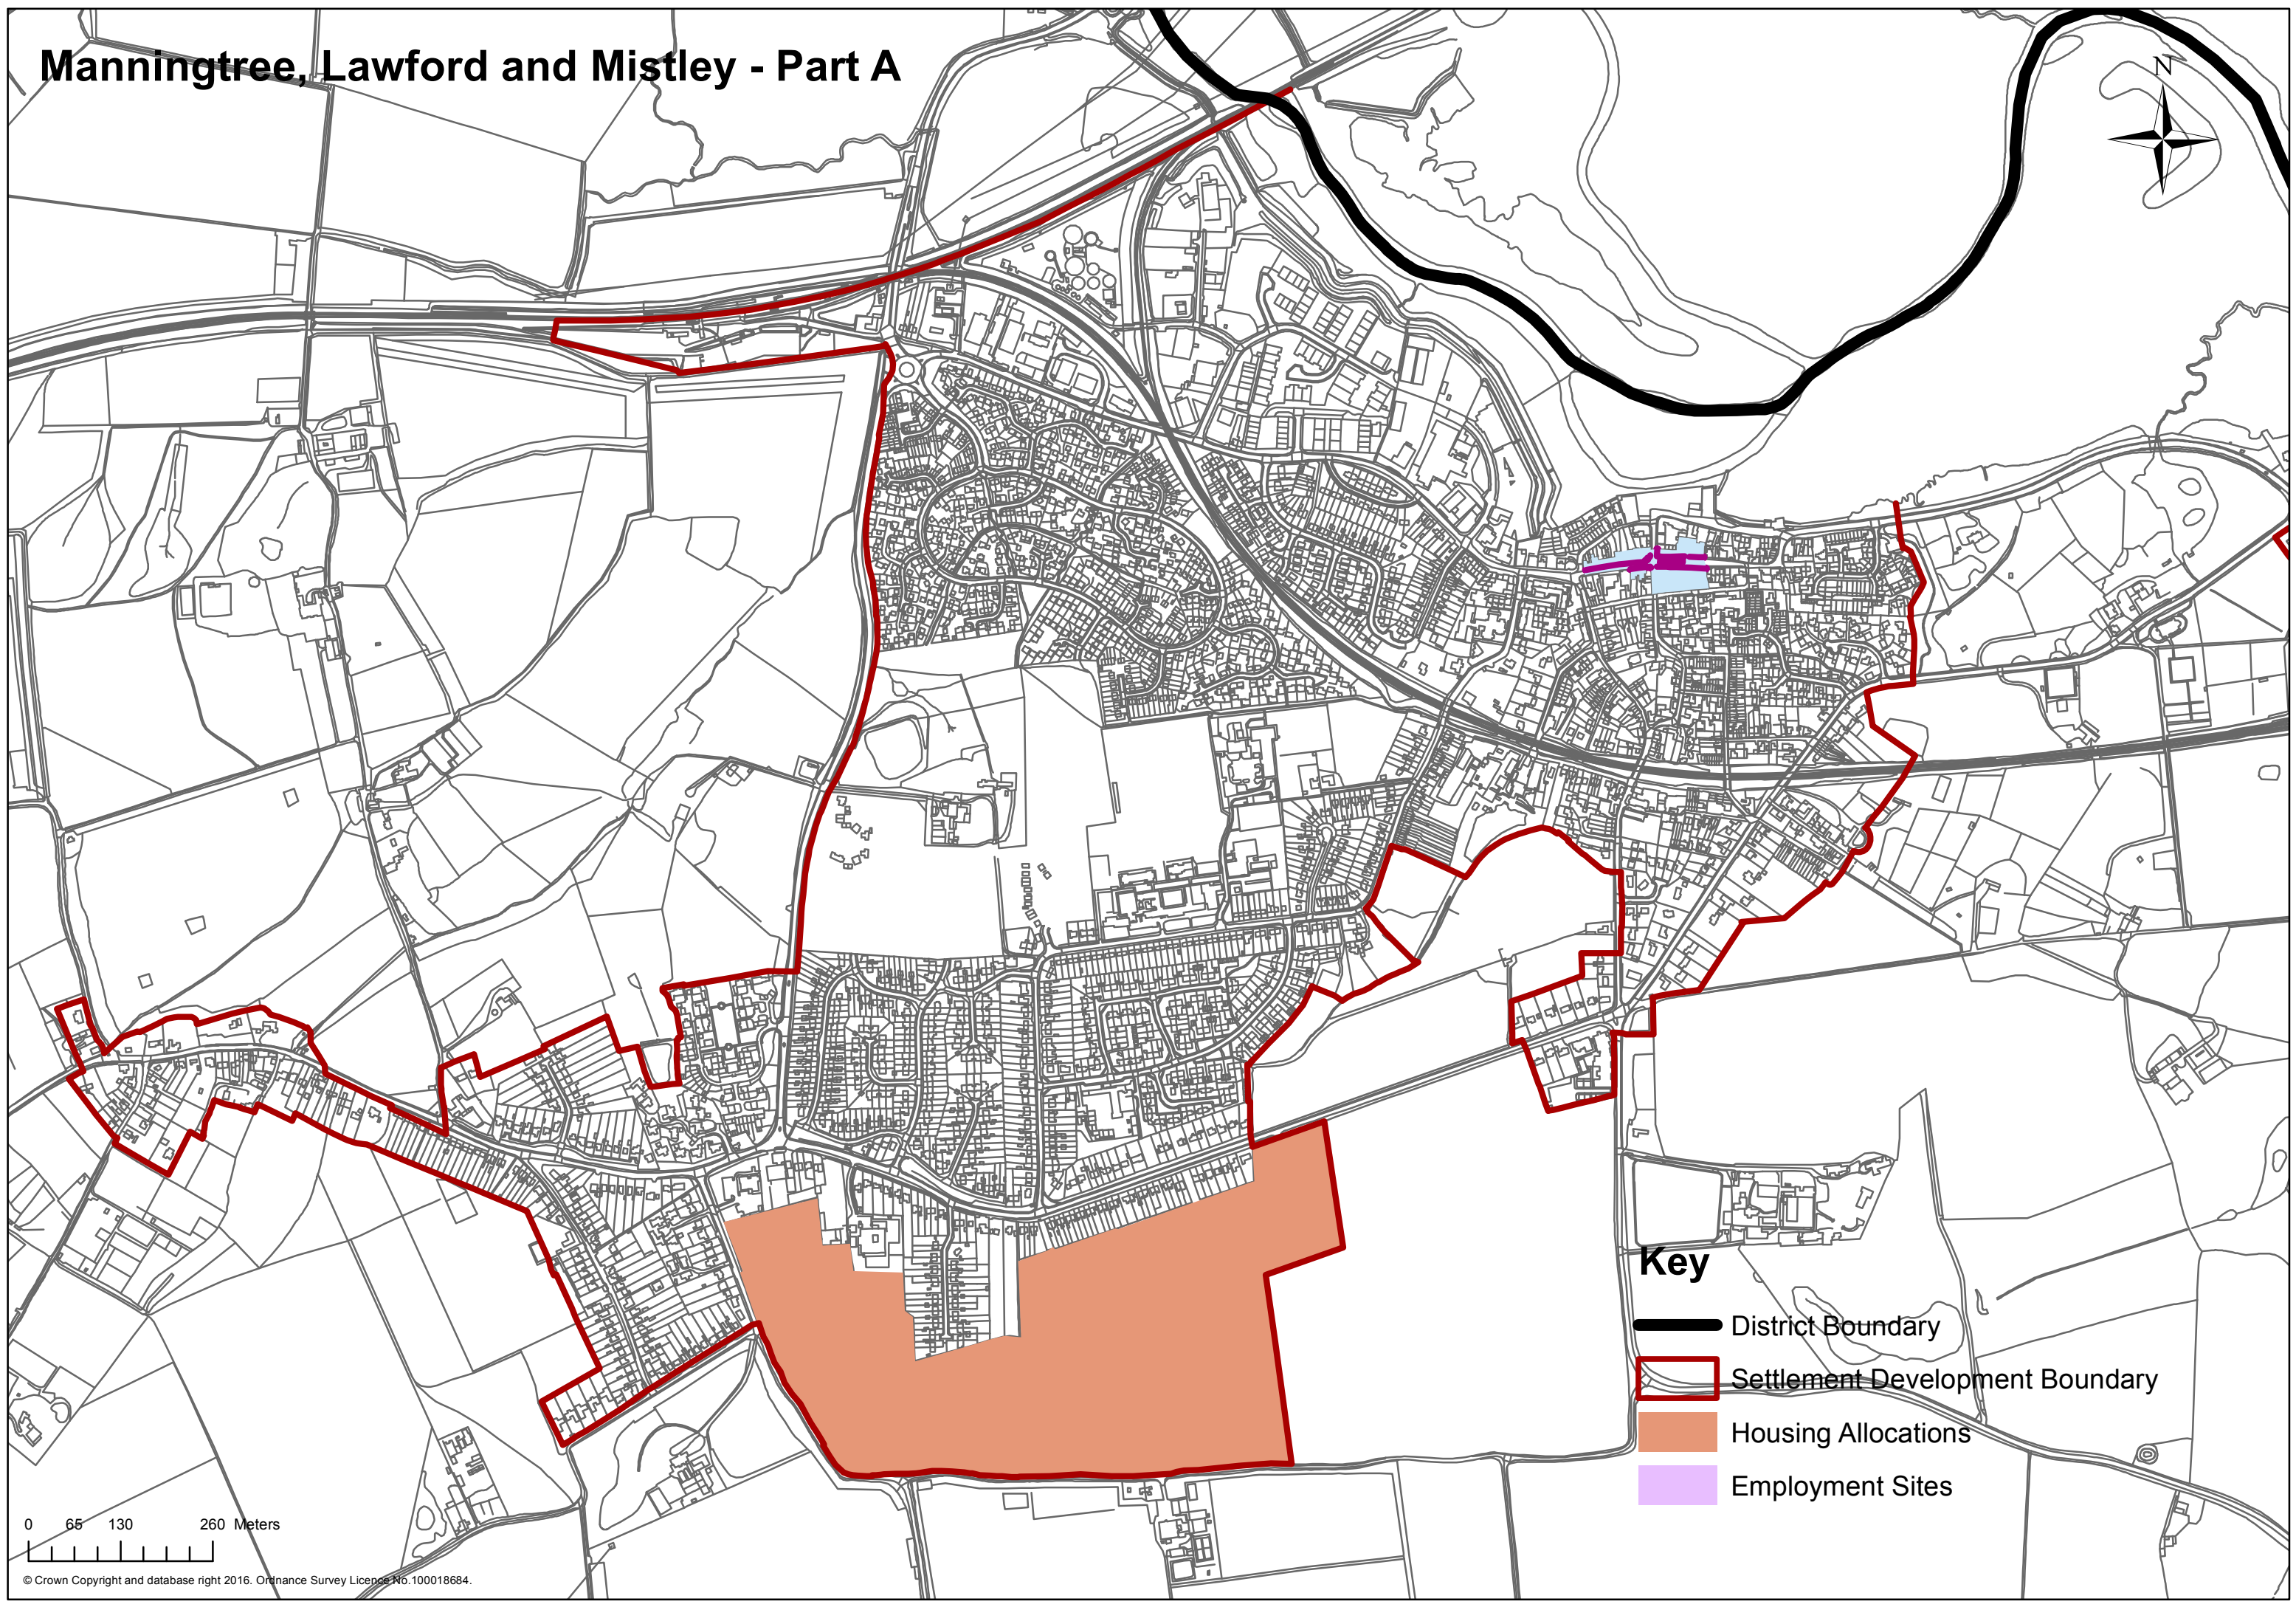 Manningtree, Lawford and Mistley - Part A
N
Key
District Boundary
Settlement Development Boundary
Housing Allocations
Employment Sites
0 65 130 260 Meters
© Crown Copyright and database right 2016. Ordnance Survey Licence No.100018684.